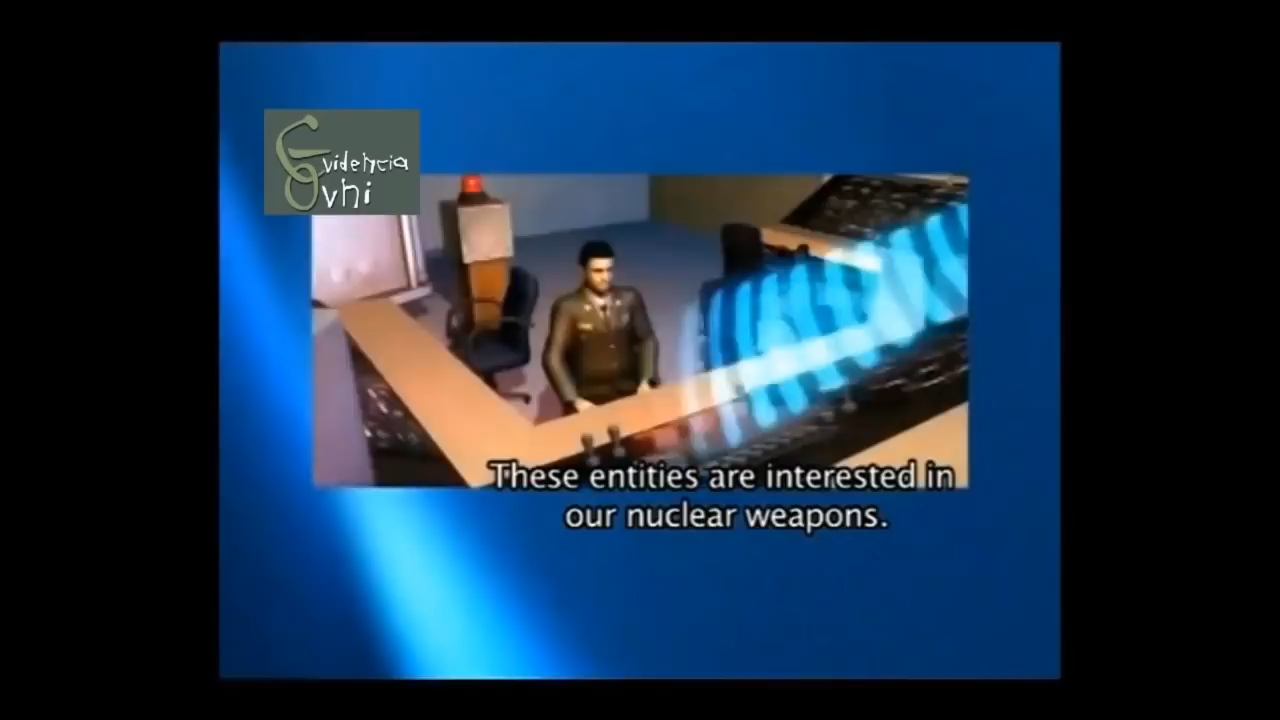 Evidencia
Ovni
These entities are interested in
our nuclear weapons.